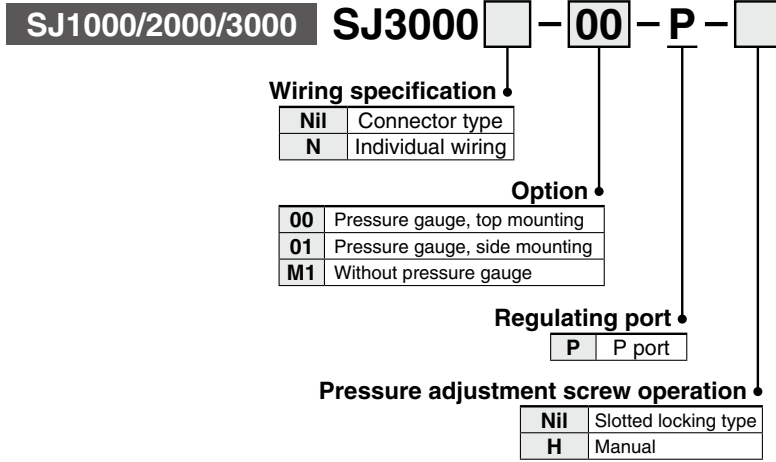 SJ1000/2000/3000 SJ3000 - 00 - P -
Wiring specification
Nil Connector type
N Individual wiring
Option
00 Pressure gauge, top mounting
01 Pressure gauge, side mounting
M1 Without pressure gauge
Regulating port
P P port
Pressure adjustment screw operation
Nil Slotted locking type
H Manual